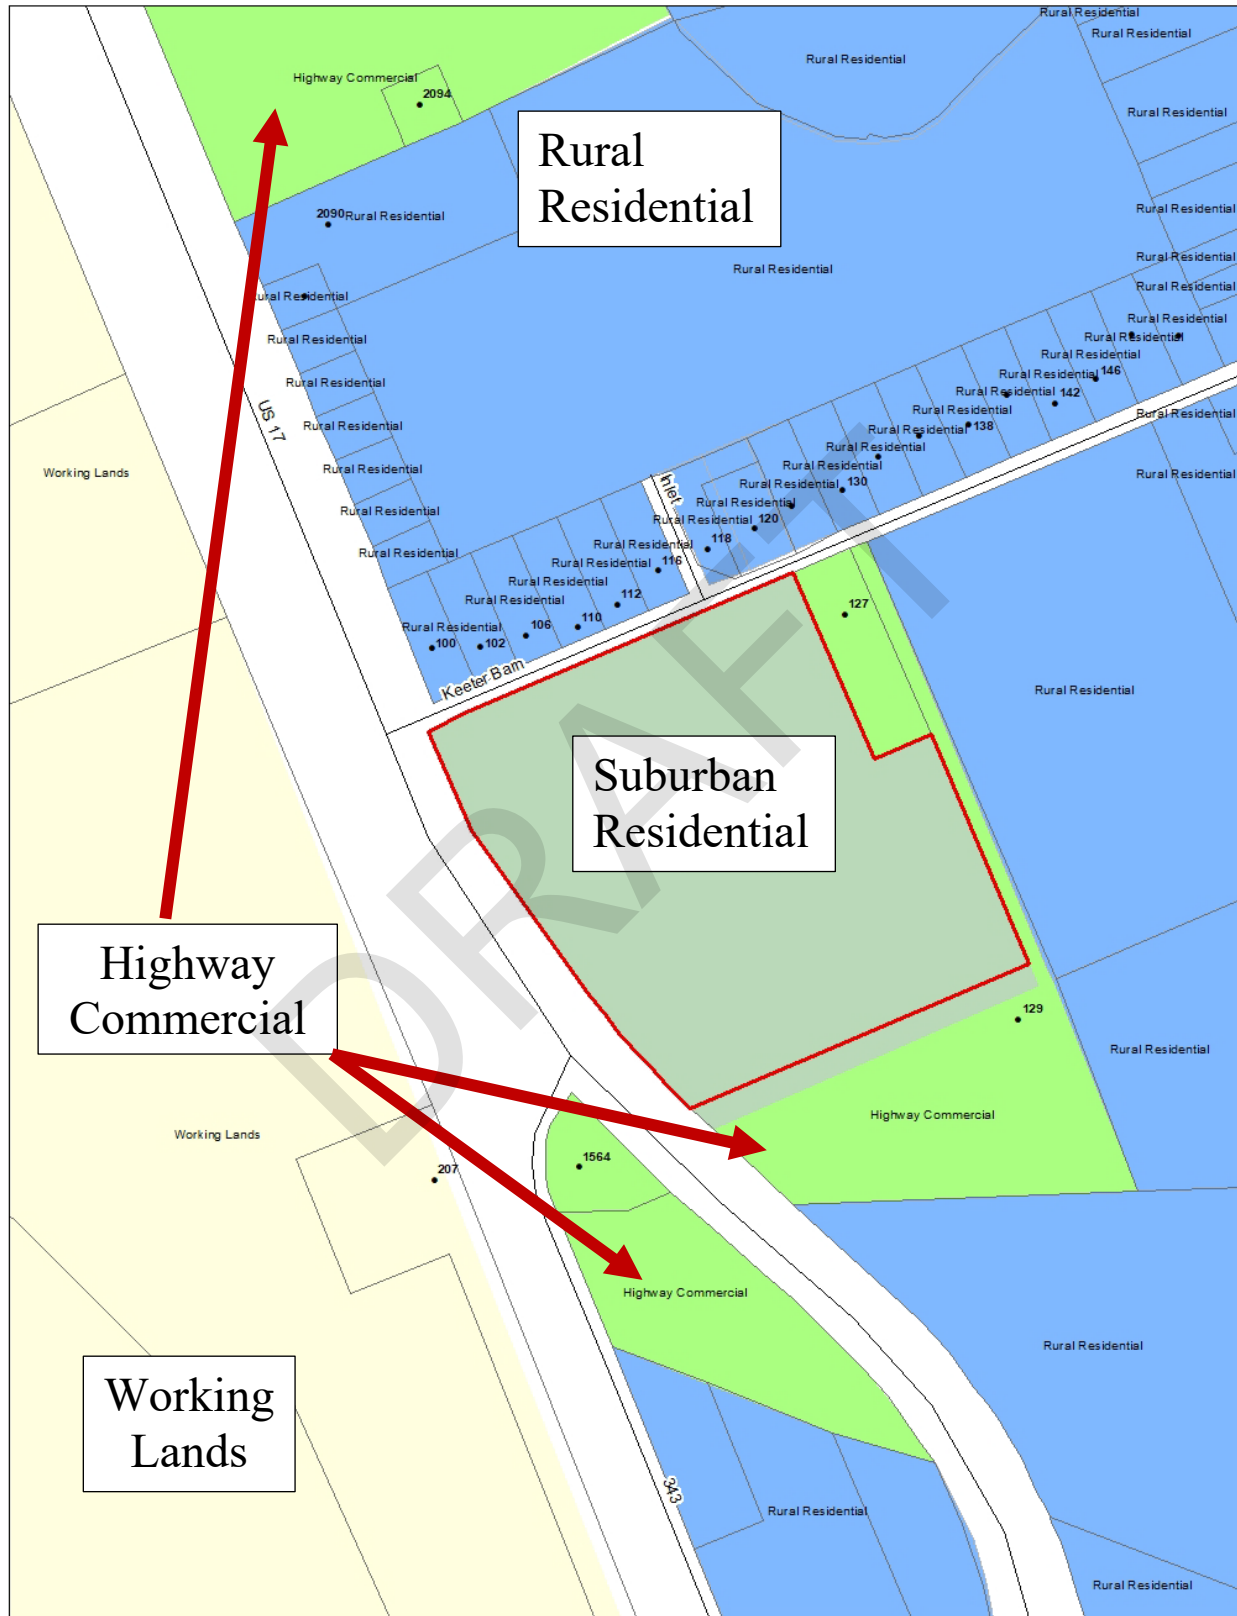 Rural Residential
Rural Residential
Highway Commercial
Rural Residential
2094
Rural Residential
Rural
Residential
2090 Rural Residential
Rural Residential
Rural Residential
Rural Residential
Rural Residential
Rural Residential
Rural Residential
Rural Residential
Rural Residential
Rural Residential
Rural Residential
146
Rural Residential
142
Rural Residential
US 17
Rural Residential
138
Rural Residential
Rural Residential
Rural Residential
Rural Residential
Working Lands
Rural Residential
Rural Residential
Rural Residential
130
Inlet
Rural Residential
Rural Residential
Rural Residential
120
Rural Residential
118
Rural Residential
Rural Residential
116
Rural Residential
112
Rural Residential
110
127
Rural Residential
106
100
102
Keeter Barn
Rural Residential
Suburban
Residential
DRAFT
Highway
Commercial
129
Rural Residential
Highway Commercial
Working Lands
207
1564
Highway Commercial
Rural Residential
Working
Lands
343
Rural Residential
Rural Residential